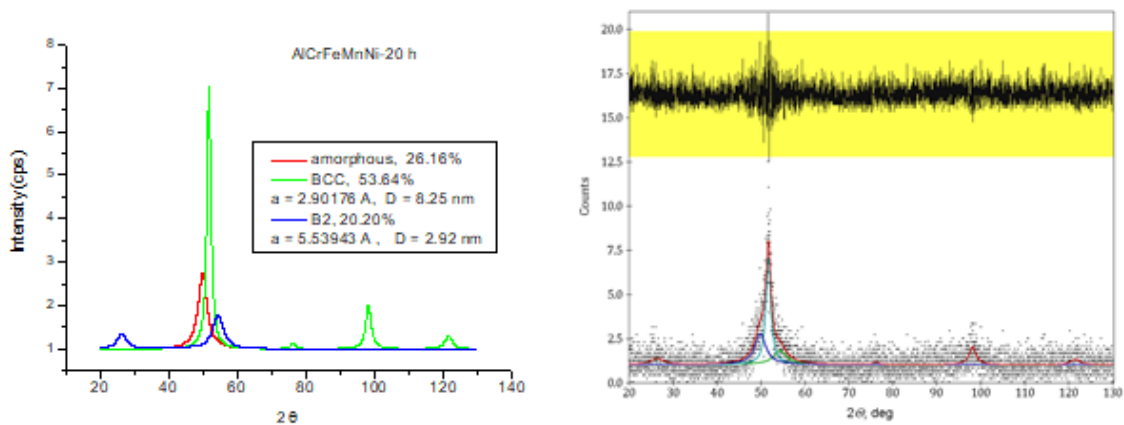 AlCrFeMnNi-20 h
8
7
6
5
4
3
2
1
Intensity(cps)
amorphous, 26.16%
BCC, 53.64%
a = 2.90176 A, D = 8.25 nm
B2, 20.20%
a = 5.53943 A , D = 2.92 nm
20 40 60 80 100 120 140
2 θ
20.0
17.5
15.0
12.5
10.0
7.5
5.0
2.5
0.0
Counts
20 30 40 50 60 70 80 90 100 110 120 130
2Θ, deg